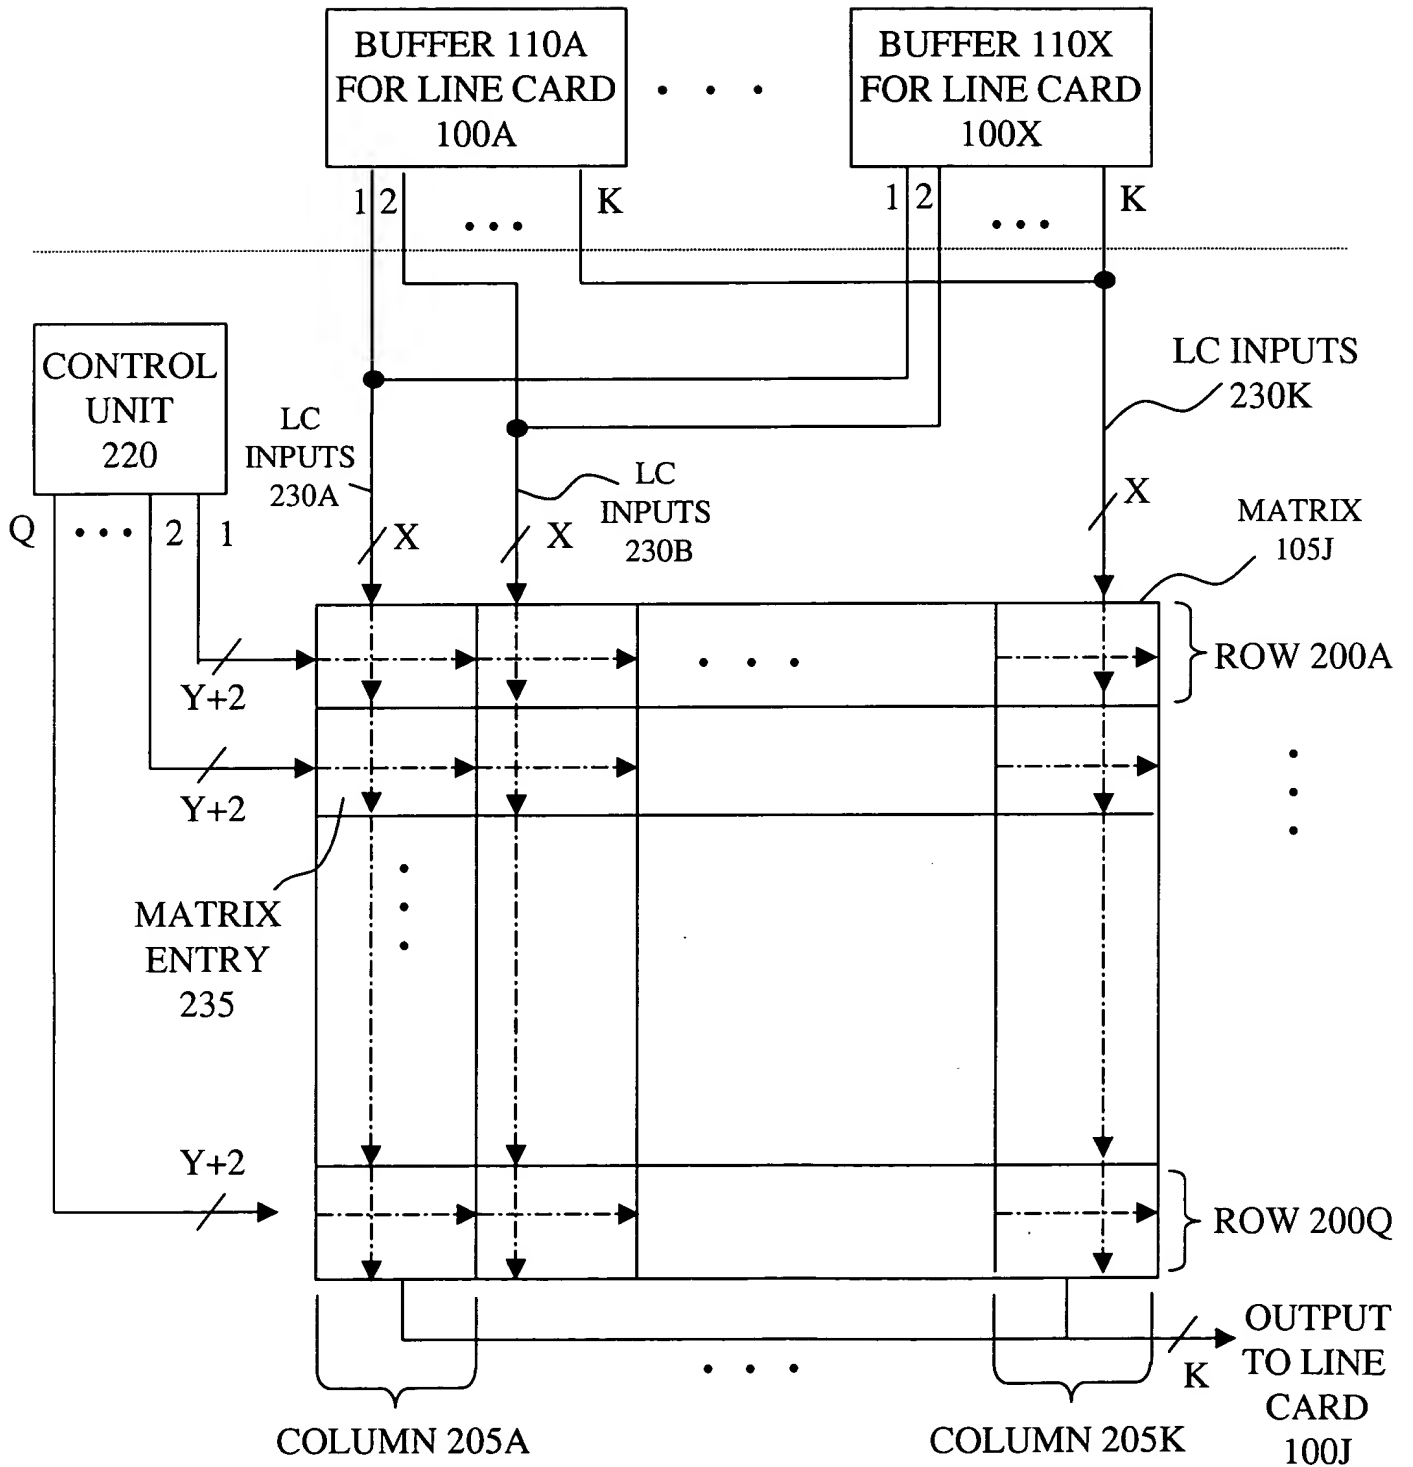 BUFFER 110A
FOR LINE CARD
100A
BUFFER 110X
FOR LINE CARD
100X
1 2 K
1 2 K
CONTROL
UNIT
220
LC INPUTS
230K
LC
INPUTS
230A
LC
INPUTS
230B
Q 2 1
X
X
X
MATRIX
105J
Y+2
ROW 200A
Y+2
MATRIX
ENTRY
235
Y+2
ROW 200Q
OUTPUT
TO LINE
CARD
100J
K
COLUMN 205A
COLUMN 205K